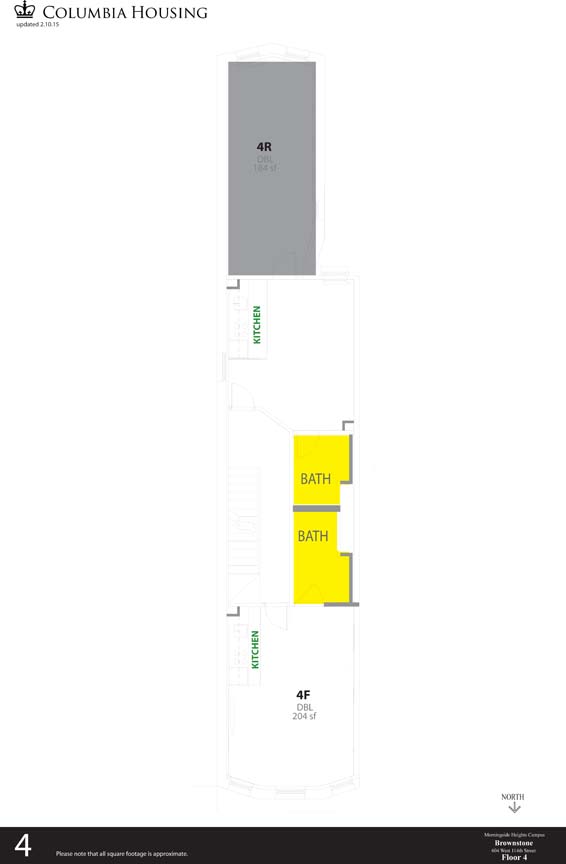 COLUMBIA HOUSING
updated 2.10.15
4R
DBL
184 sf
KITCHEN
BATH
BATH
KITCHEN
4F
DBL
204 sf
NORTH
4
Please note that all square footage is approximate.
Morningside Heights Campus
Brownstone
604 West 114th Street
Floor 4